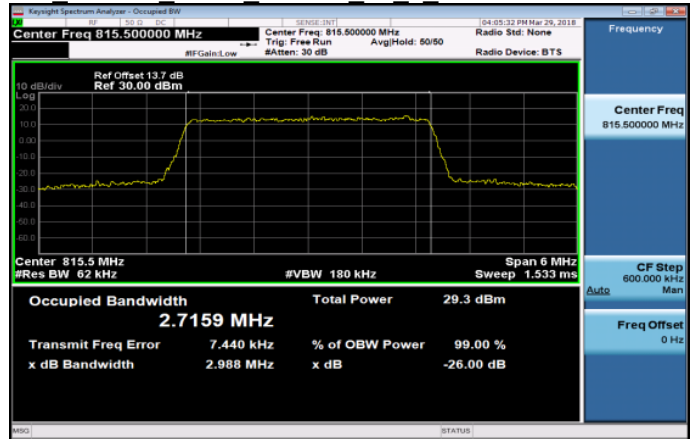 Keysight Spectrum Analyzer - Occupied BW
RF 50 Ω DC SENSE:INT 04:05:32 PM Mar 29, 2018
Center Freq 815.500000 MHz
Center Freq: 815.500000 MHz
Radio Std: None
Trig: Free Run Avg|Hold: 50/50
#IFGain:Low #Atten: 30 dB Radio Device: BTS
Frequency
Ref Offset 13.7 dB
10 dB/div Ref 30.00 dBm
Log
20.0
10.0
0.00
-10.0
-20.0
-30.0
-40.0
-50.0
-60.0
Center Freq
815.500000 MHz
Center 815.5 MHz Span 6 MHz
#Res BW 62 kHz #VBW 180 kHz Sweep 1.533 ms
CF Step
600.000 kHz
Auto Man
Occupied Bandwidth Total Power 29.3 dBm
2.7159 MHz
Transmit Freq Error 7.440 kHz % of OBW Power 99.00 %
x dB Bandwidth 2.988 MHz x dB -26.00 dB
Freq Offset
0 Hz
MSG STATUS